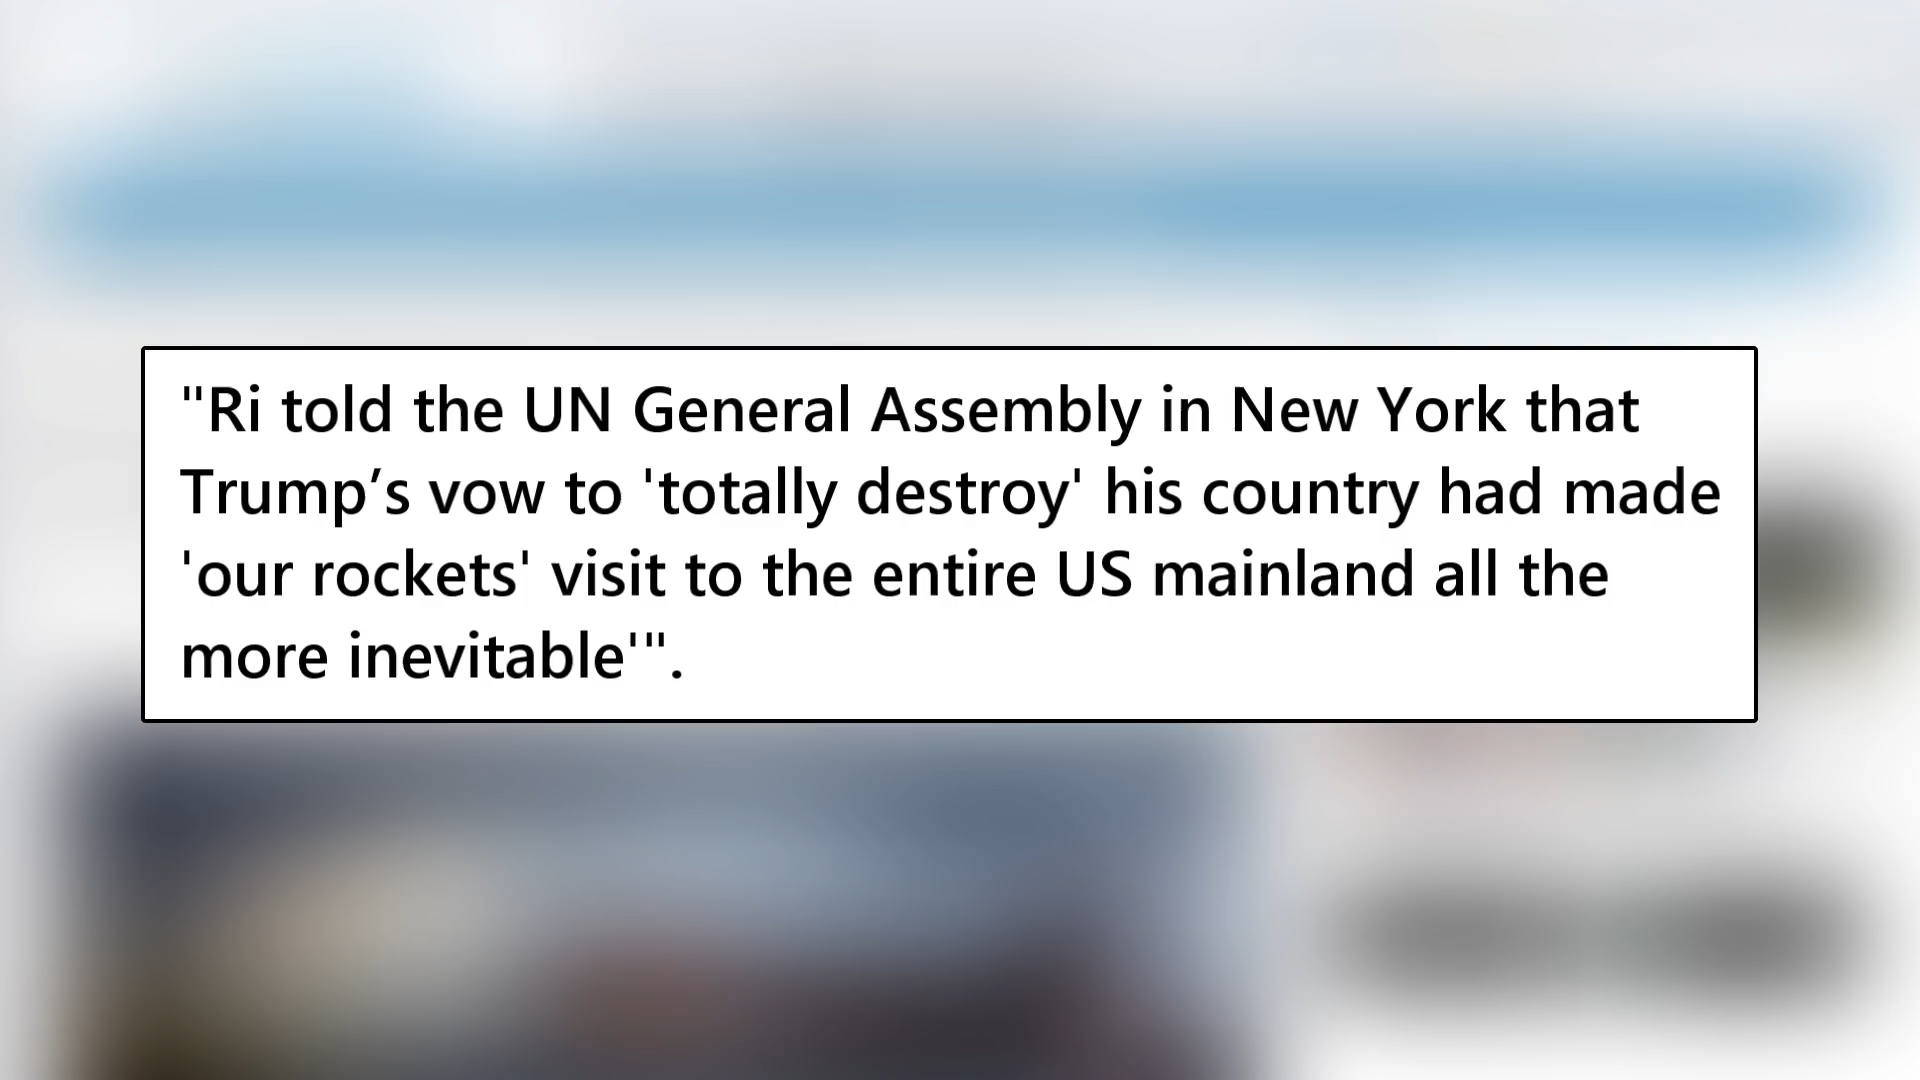 "Ri told the UN General Assembly in New York that
Trump’s vow to 'totally destroy' his country had made
'our rockets' visit to the entire US mainland all the
more inevitable'".